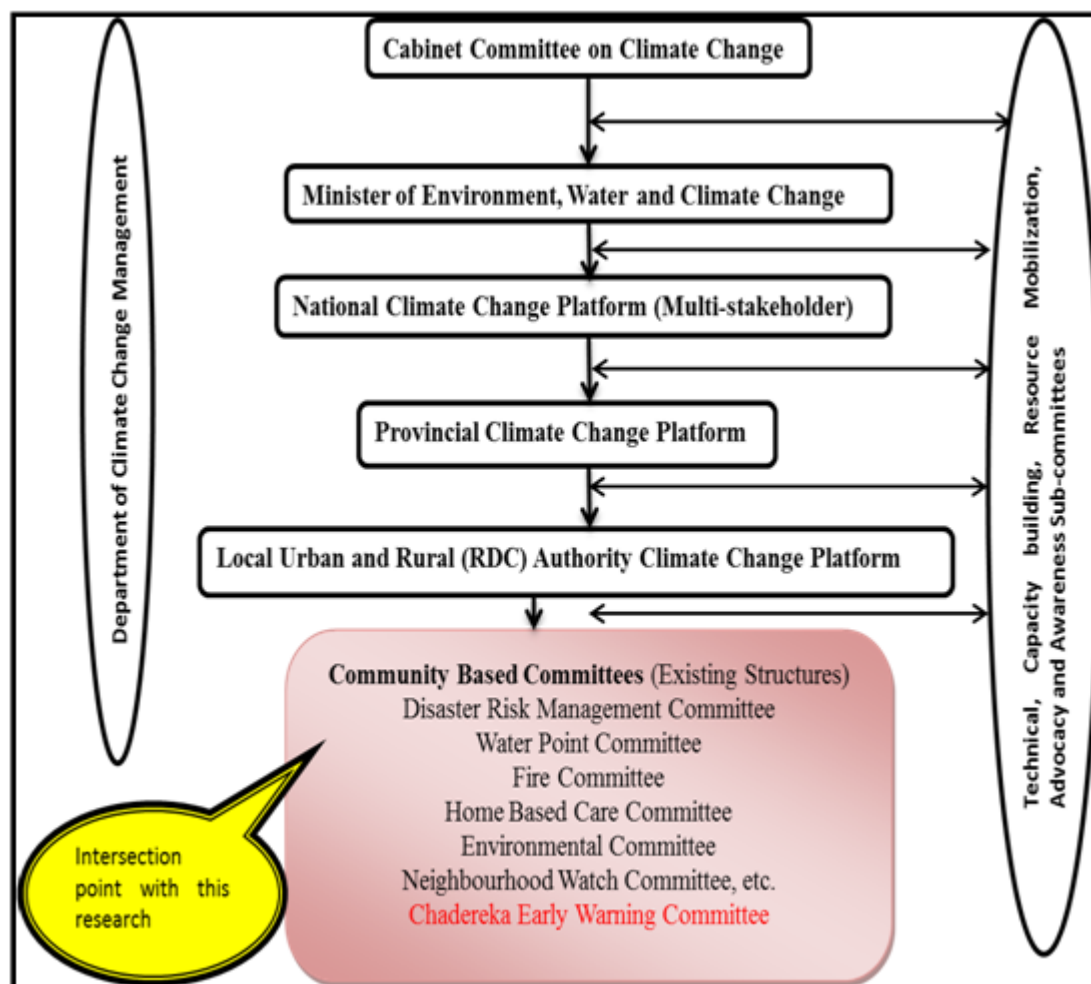 Cabinet Committee on Climate Change
Department of Climate Change Management
Minister of Environment, Water and Climate Change
National Climate Change Platform (Multi-stakeholder)
Provincial Climate Change Platform
Local Urban and Rural (RDC) Authority Climate Change Platform
Technical, Capacity building, Resource Mobilization,
Advocacy and Awareness Sub-committees
Community Based Committees (Existing Structures)
Disaster Risk Management Committee
Water Point Committee
Fire Committee
Home Based Care Committee
Environmental Committee
Neighbourhood Watch Committee, etc.
Chadereka Early Warning Committee
Intersection
point with this
research